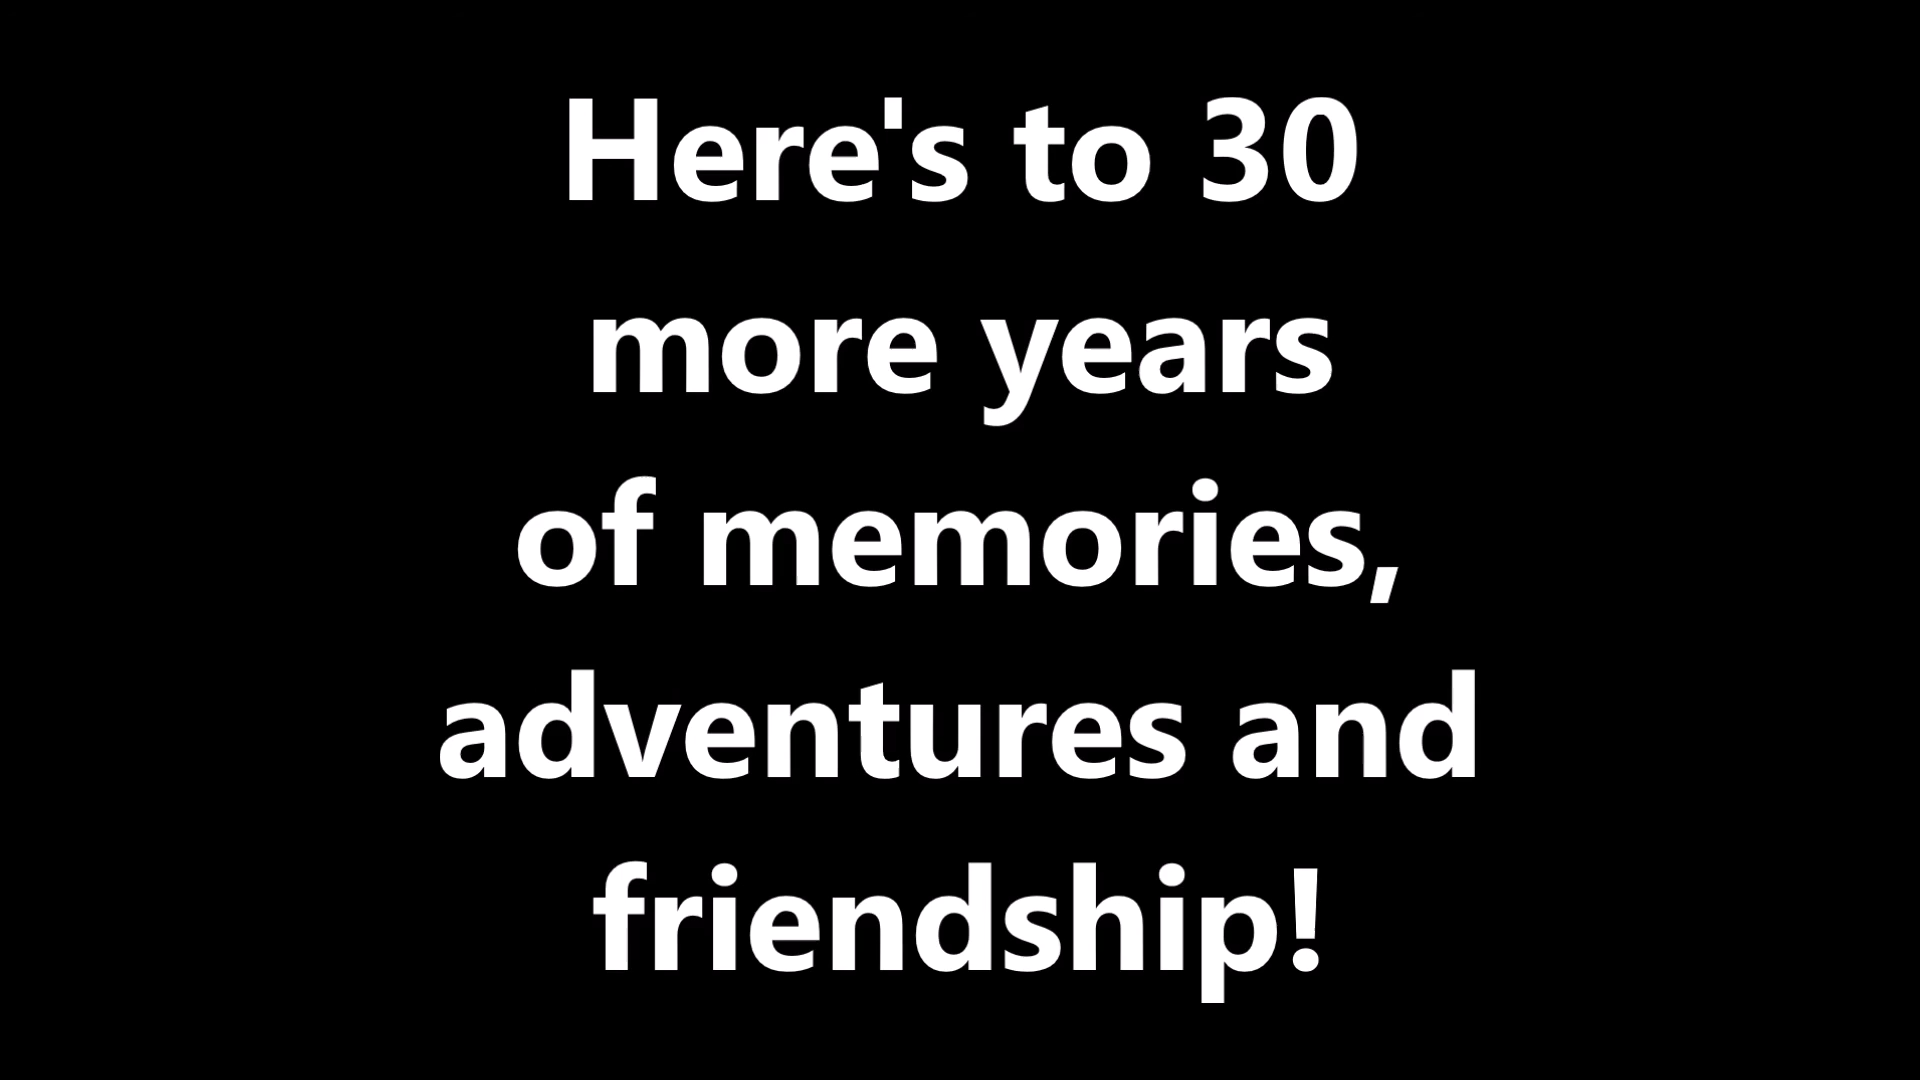 Here's to 30
more years
of memories,
adventures and
friendship!